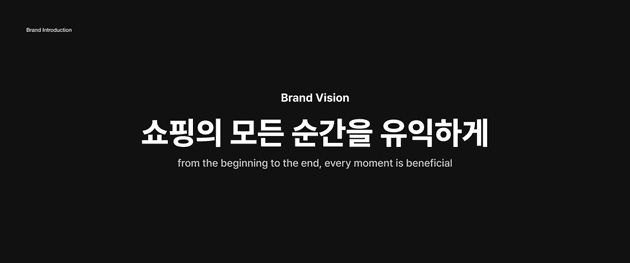 Brand Introduction
Brand Vision
쇼핑의 모든 순간을 유익하게
from the beginning to the end, every moment is beneficial